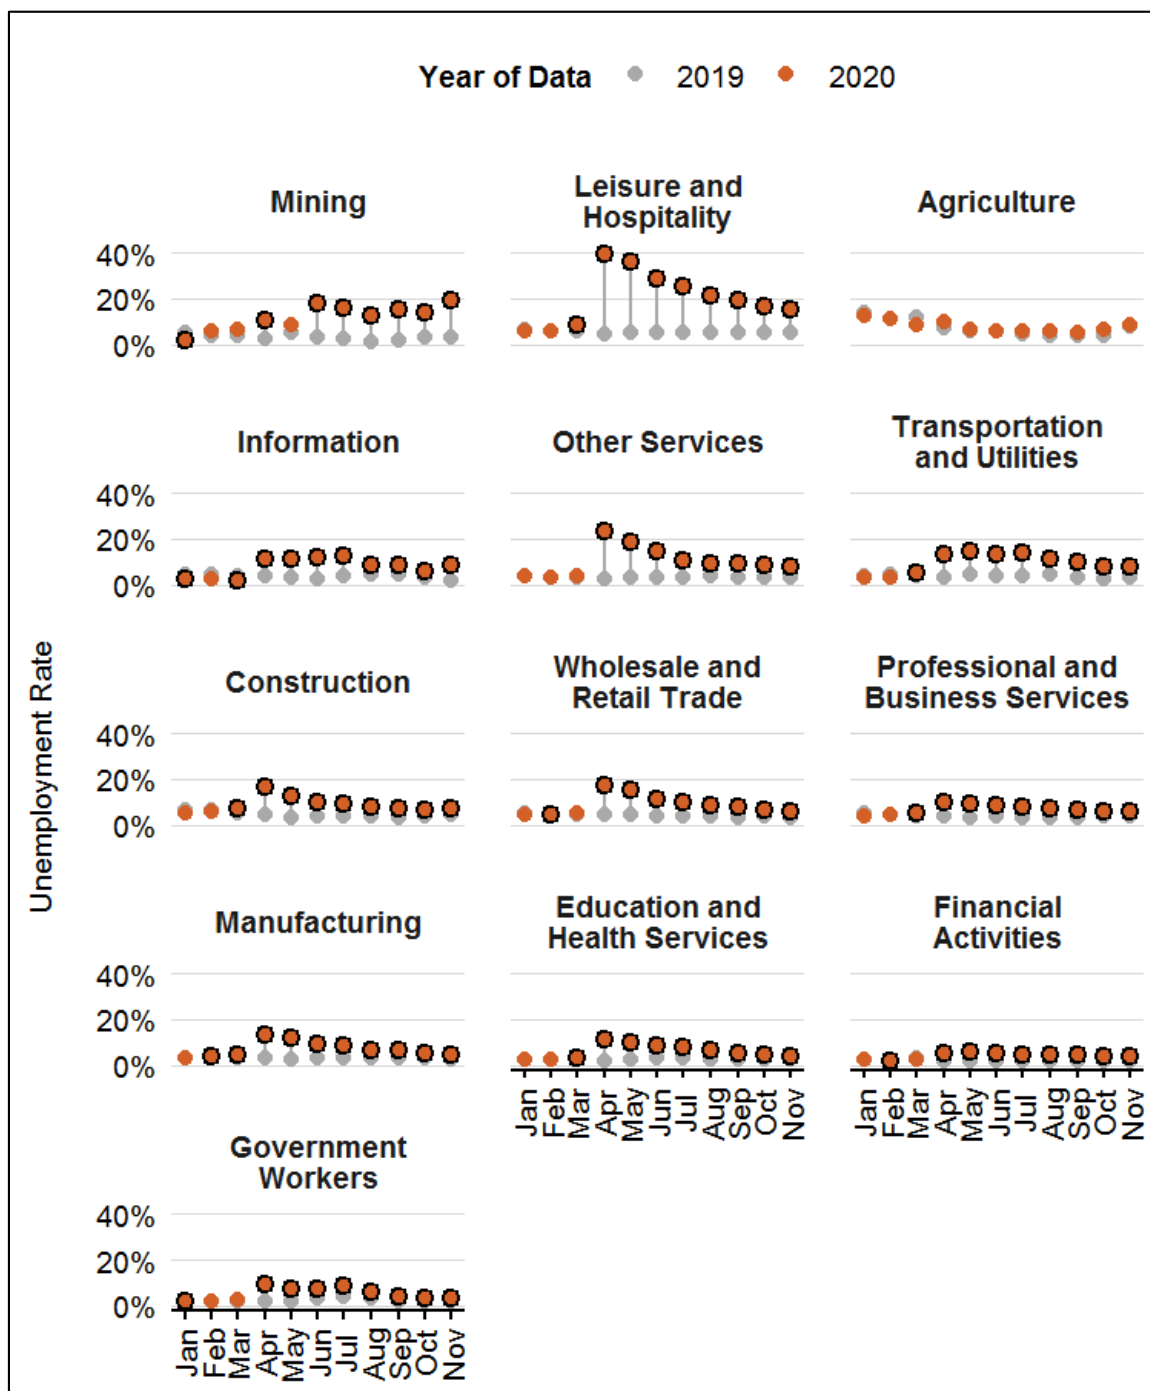 Year of Data 2019 2020
Mining
Leisure and
Hospitality
Agriculture
40%
20%
0%
Information
Other Services
Transportation
and Utilities
40%
20%
0%
Construction
Wholesale and
Retail Trade
Professional and
Business Services
40%
20%
0%
Manufacturing
Education and
Health Services
Financial
Activities
40%
20%
0%
Jan Feb Mar Apr May Jun Jul Aug Sep Oct Nov
Jan Feb Mar Apr May Jun Jul Aug Sep Oct Nov
Government
Workers
40%
20%
0%
Jan Feb Mar Apr May Jun Jul Aug Sep Oct Nov
Unemployment Rate